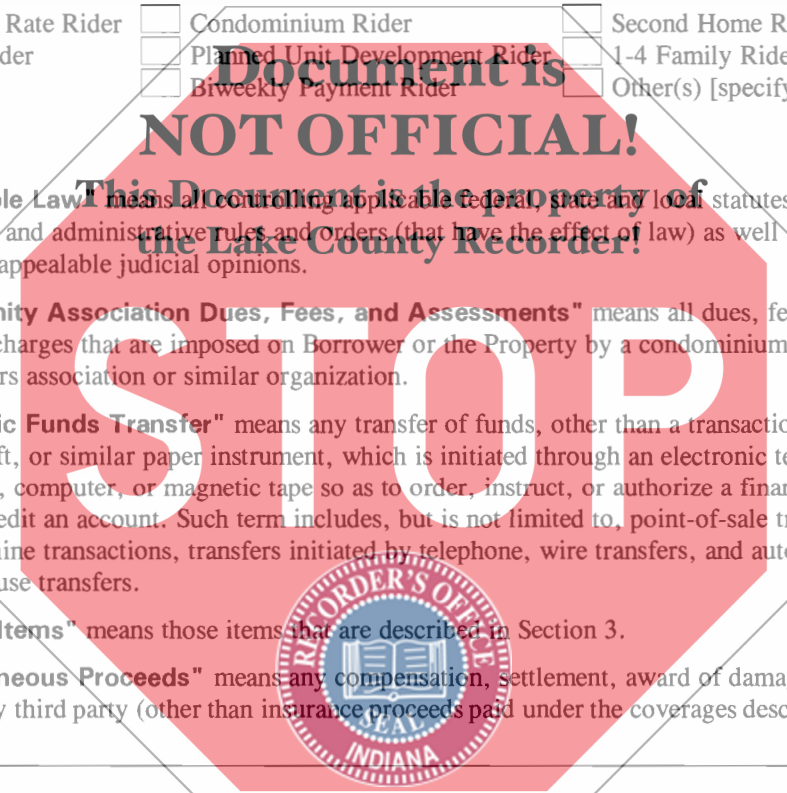 Rate Rider Condominium Rider Second Home R
der Planned Unit Development Rider 1-4 Family Ride
Biweekly Payment Rider Other(s) [specify
Document is
NOT OFFICIAL!
This Document is the property of
the Lake County Recorder!
ble Law" means all controlling applicable federal, state and local statutes
and administrative rules and orders (that have the effect of law) as well
appealable judicial opinions.
nity Association Dues, Fees, and Assessments" means all dues, fe
charges that are imposed on Borrower or the Property by a condominium
rs association or similar organization.
STOP
ic Funds Transfer" means any transfer of funds, other than a transactio
ft, or similar paper instrument, which is initiated through an electronic te
, computer, or magnetic tape so as to order, instruct, or authorize a finan
edit an account. Such term includes, but is not limited to, point-of-sale tr
ine transactions, transfers initiated by telephone, wire transfers, and auto
use transfers.
Items" means those items that are described in Section 3.
neous Proceeds" means any compensation, settlement, award of dama
y third party (other than insurance proceeds paid under the coverages desc
RECORDER'S OFFICE
SEAL
INDIANA